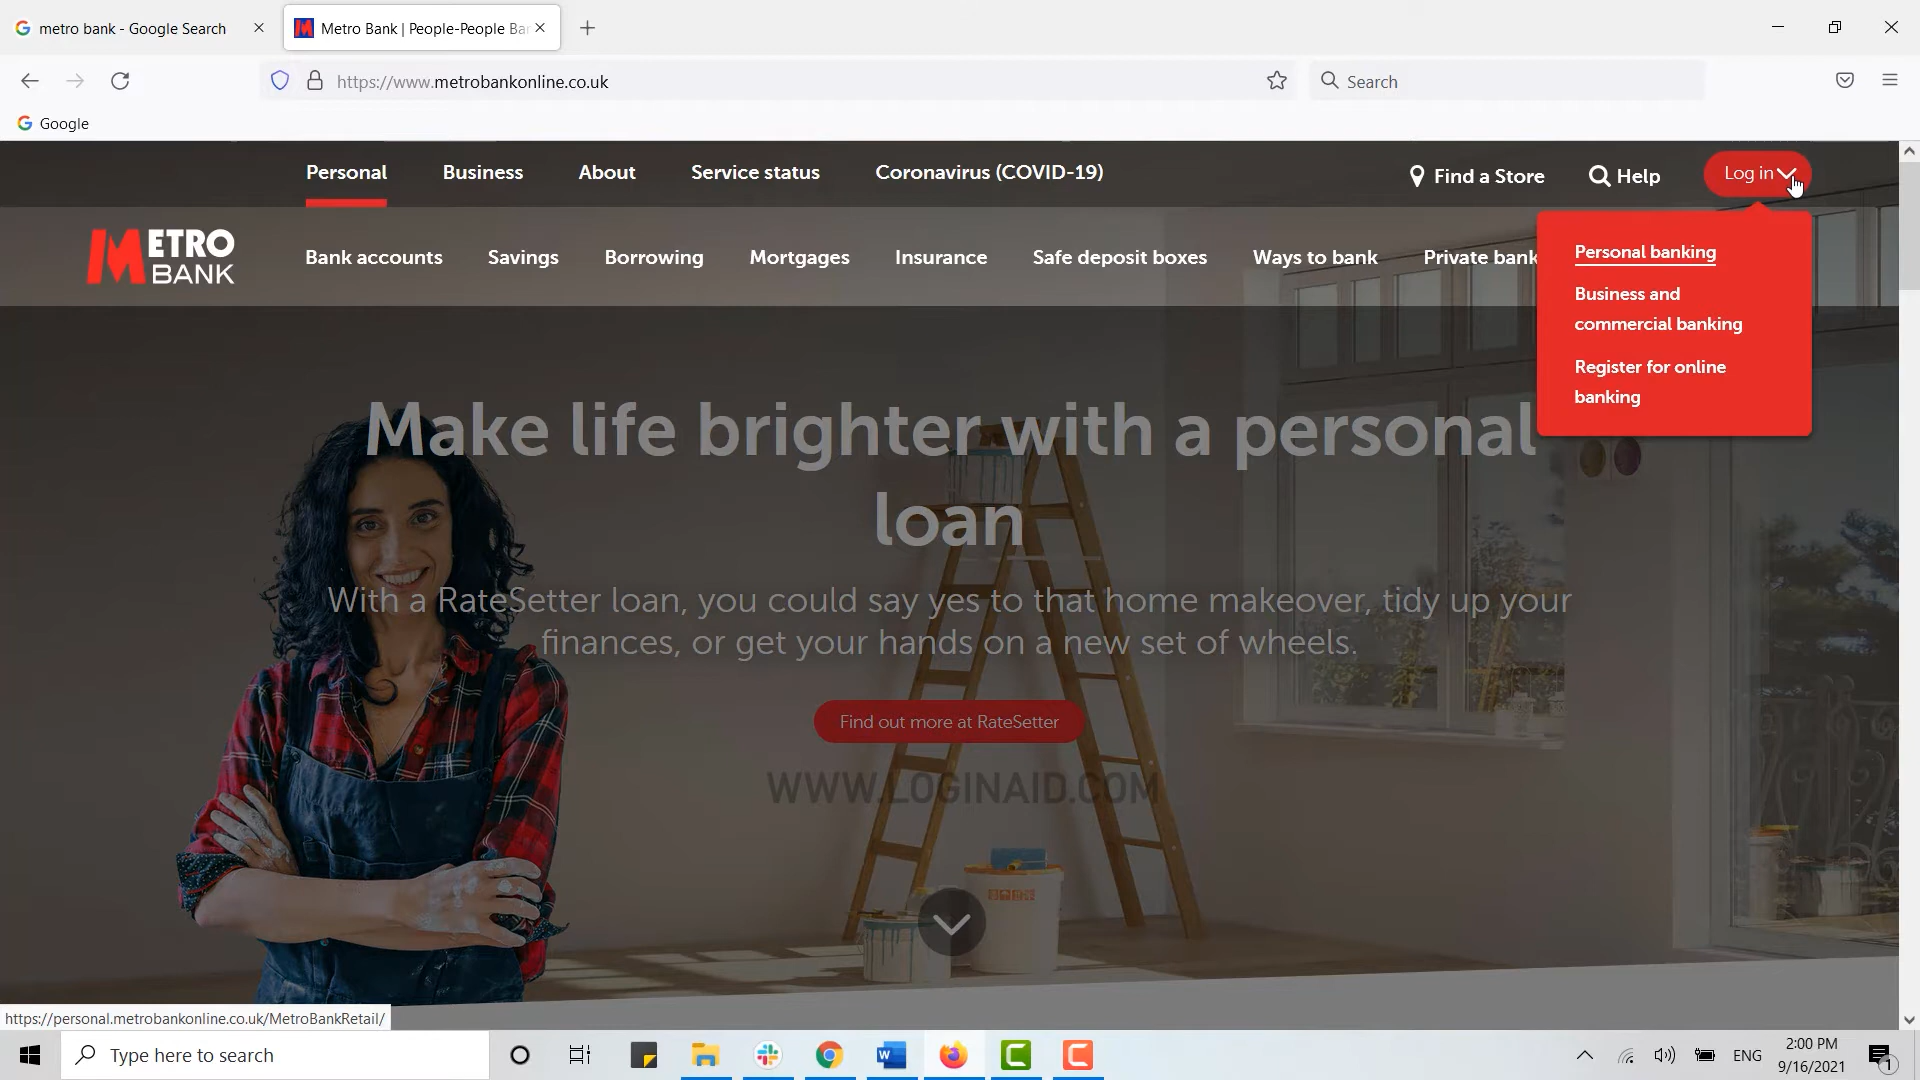 metro bank - Google Search
Metro Bank | People-People Ba
https://www.metrobankonline.co.uk
Search
Google
Personal
Business
About
Service status
Coronavirus (COVID-19)
Find a Store
Help
Log in
METRO
BANK
Bank accounts
Savings
Borrowing
Mortgages
Insurance
Safe deposit boxes
Ways to bank
Private bank
Personal banking
Business and
commercial banking
Register for online
banking
Make life brighter with a personal
loan
With a RateSetter loan, you could say yes to that home makeover, tidy up your
finances, or get your hands on a new set of wheels.
Find out more at RateSetter
WWW.LOGINAID.COM
https://personal.metrobankonline.co.uk/MetroBankRetail/
Type here to search
ENG
2:00 PM
9/16/2021
1